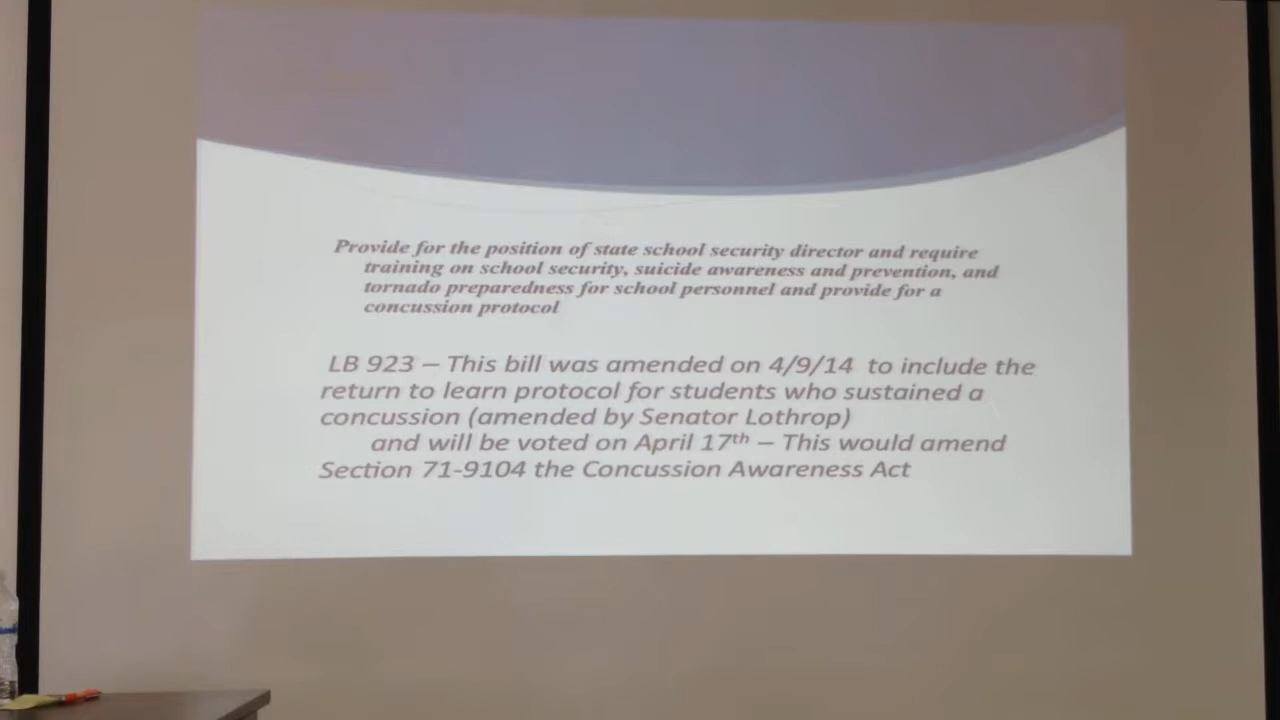 Provide for the position of state school security director and require
training on school security, suicide awareness and prevention, and
tornado preparedness for school personnel and provide for a
concussion protocol
LB 923 – This bill was amended on 4/9/14 to include the
return to learn protocol for students who sustained a
concussion (amended by Senator Lothrop)
and will be voted on April 17th – This would amend
Section 71-9104 the Concussion Awareness Act